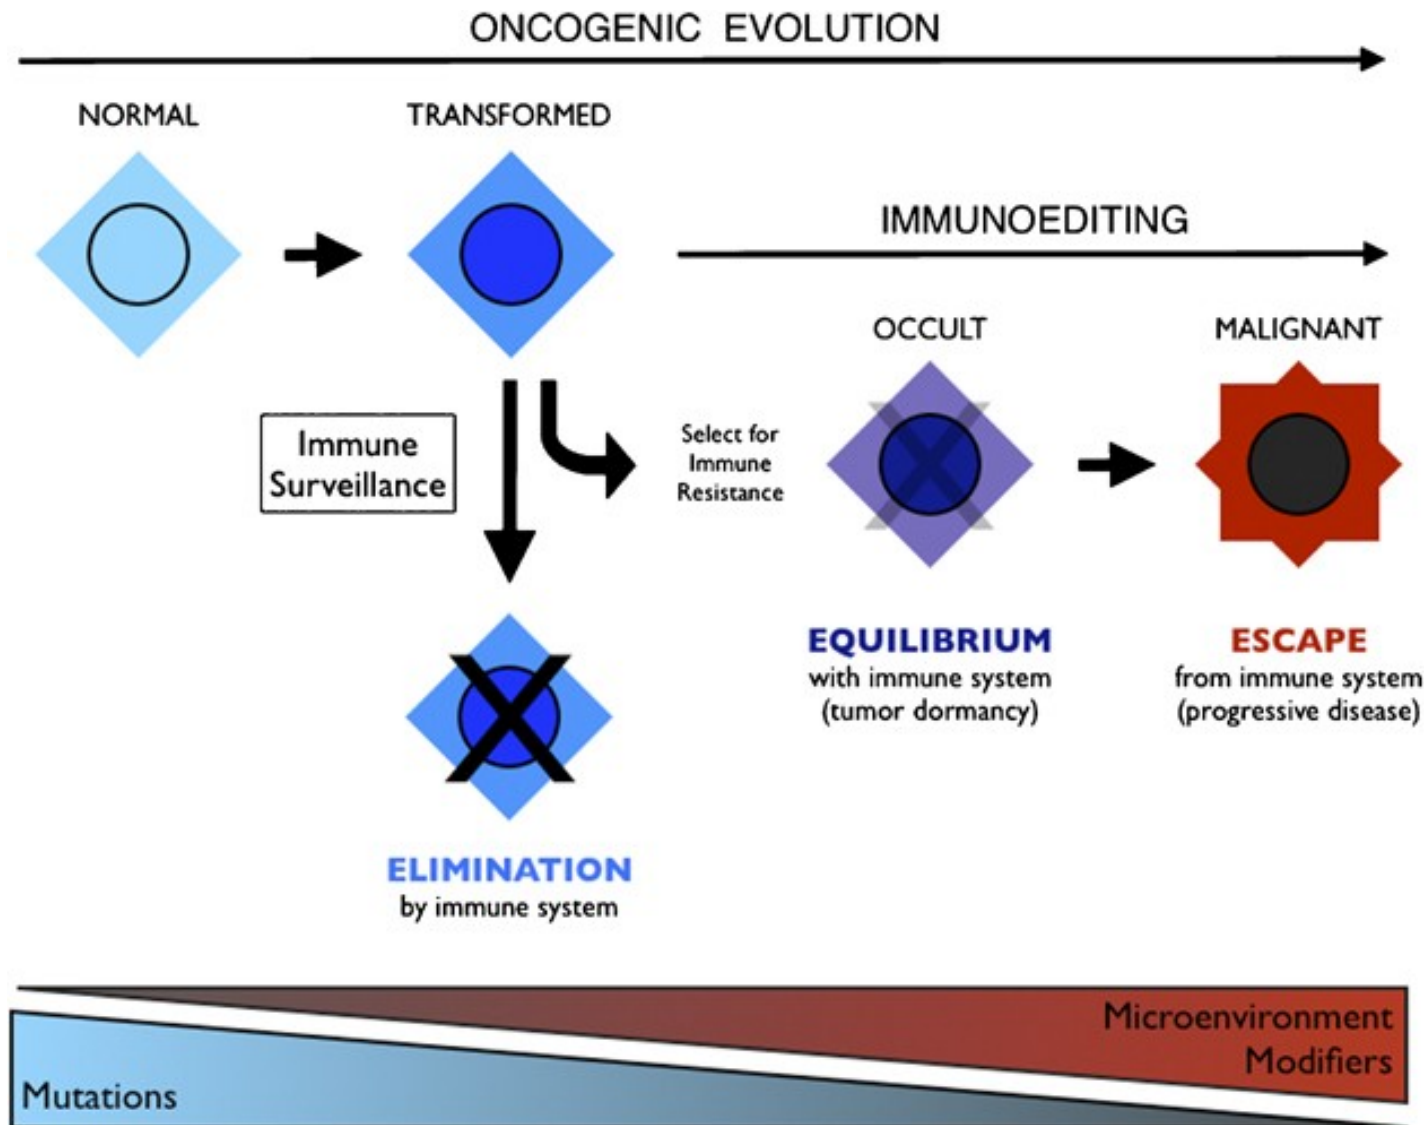 ONCOGENIC EVOLUTION
NORMAL
TRANSFORMED
IMMUNOEDITING
OCCULT
MALIGNANT
Immune
Surveillance
Select for
Immune
Resistance
EQUILIBRIUM
with immune system
(tumor dormancy)
ESCAPE
from immune system
(progressive disease)
ELIMINATION
by immune system
Microenvironment
Modifiers
Mutations